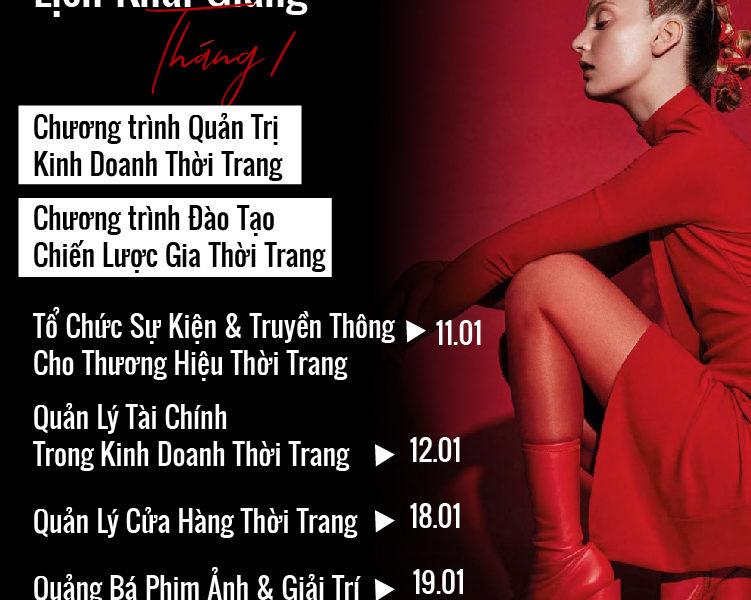 Lịch Khai Giảng
Tháng 1
Chương trình Quản Trị
Kinh Doanh Thời Trang
Chương trình Đào Tạo
Chiến Lược Gia Thời Trang
Tổ Chức Sự Kiện & Truyền Thông
Cho Thương Hiệu Thời Trang
11.01
Quản Lý Tài Chính
Trong Kinh Doanh Thời Trang
12.01
Quản Lý Cửa Hàng Thời Trang
18.01
Quảng Bá Phim Ảnh & Giải Trí
19.01